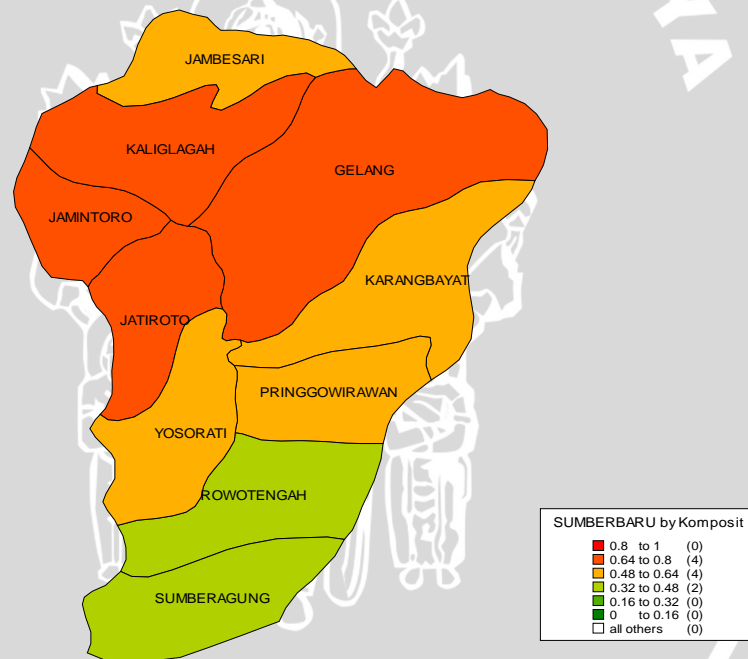 MA
JAMBESARI
KALIGLAGAH
GELANG
JAMINTORO
KARANGBAYAT
JATIROTO
PRINGGOWIRAWAN
YOSORATI
ROWOTENGAH
SUMBERAGUNG
SUMBERBARU by Komposit
0.8 to 1 (0)
0.64 to 0.8 (4)
0.48 to 0.64 (4)
0.32 to 0.48 (2)
0.16 to 0.32 (0)
0 to 0.16 (0)
all others (0)